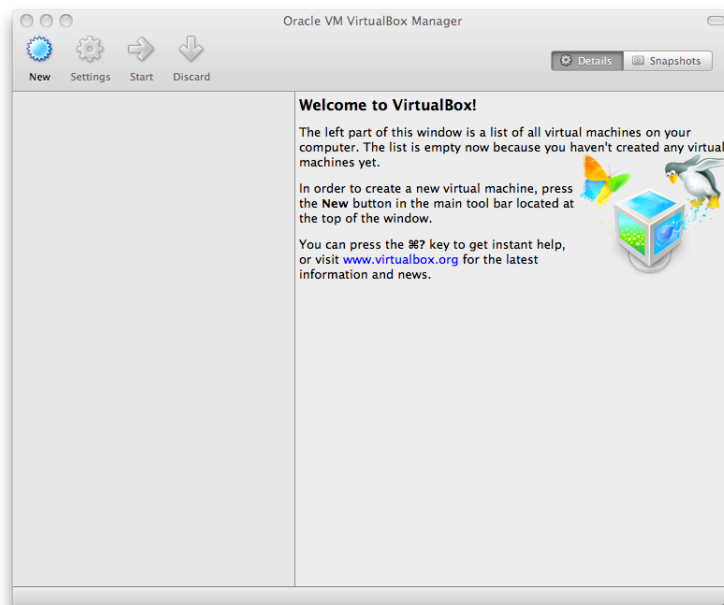 Oracle VM VirtualBox Manager
New Settings Start Discard
Details Snapshots
Welcome to VirtualBox!
The left part of this window is a list of all virtual machines on your
computer. The list is empty now because you haven't created any virtual
machines yet.
In order to create a new virtual machine, press
the New button in the main tool bar located at
the top of the window.
You can press the ⌘? key to get instant help,
or visit www.virtualbox.org for the latest
information and news.